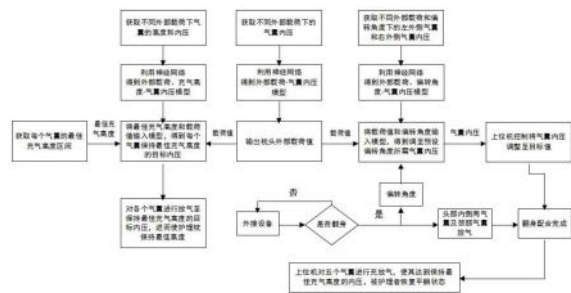 获取不同外部载荷下气
囊的高度和内压
获取不同外部载荷下的
气囊内压
获取不同外部载荷和偏
转角度下的左外侧气囊
和右外侧气囊内压
利用神经网络
得到外部载荷、充气高
度-气囊内压模型
利用神经网络
得到外部载荷-气囊内压
模型
利用神经网络
得到外部载荷、偏转
角度-气囊内压模型
获取每个气囊的最佳
充气高度区间
最佳充
气高度
将最佳充气高度和载荷
值输入模型，得到每个
气囊保持最佳充气高度
的目标内压
载荷值
输出枕头外部载荷值
载荷值
将载荷值和偏转角度输
入模型，得到调至预设
偏转角度所需气囊内压
气囊内压
上位机控制将气囊内压
调整至目标值
对各个气囊进行放气至
保持最佳充气高度的目
标内压，进而使护理枕
保持最佳高度
否
外接设备
是否翻身
是
偏转角度
头部内侧两气
囊及颈部气囊
放气
翻身配合完成
上位机对五个气囊进行充放气，使其达到保持最
佳充气高度的内压，被护理者恢复平躺状态